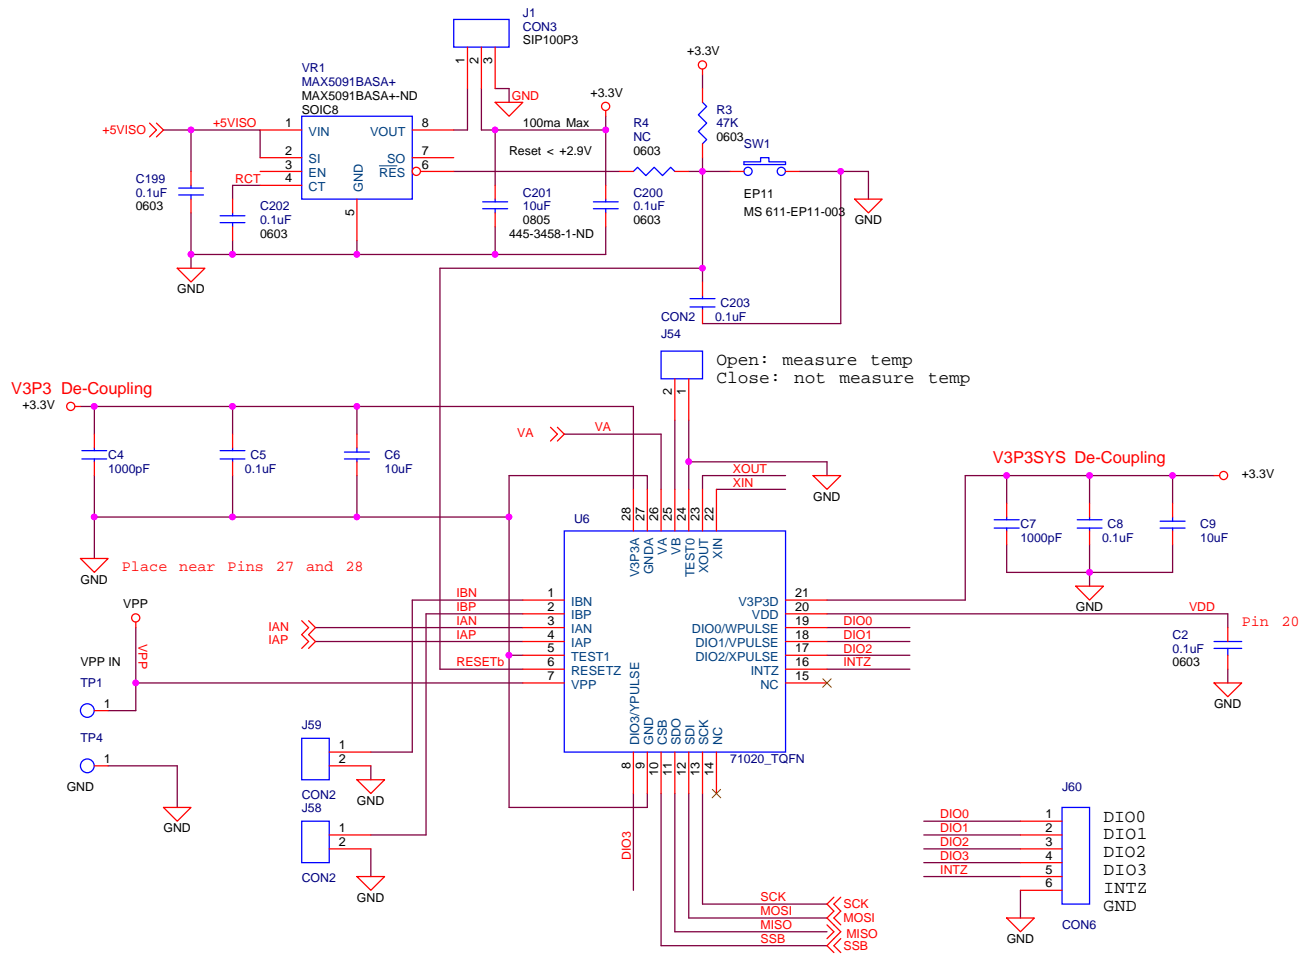 J1
CON3
SIP100P3
1
2
3
GND
+3.3V
+3.3V
VR1
MAX5091BASA+
MAX5091BASA+-ND
SOIC8
+5VISO
+5VISO
1
VIN
VOUT
8
2
SI
SO
7
3
EN
RES
6
RCT
4
CT
GND
5
100ma Max
Reset < +2.9V
R4
NC
0603
R3
47K
0603
SW1
EP11
MS 611-EP11-003
GND
C199
0.1uF
0603
C202
0.1uF
0603
C201
10uF
0805
445-3458-1-ND
C200
0.1uF
0603
GND
C203
0.1uF
CON2
J54
2
1
Open: measure temp
Close: not measure temp
V3P3 De-Coupling
+3.3V
C4
1000pF
C5
0.1uF
C6
10uF
GND
Place near Pins 27 and 28
VA
VA
XOUT
XIN
GND
V3P3SYS De-Coupling
+3.3V
C7
1000pF
C8
0.1uF
C9
10uF
GND
U6
28
27
26
25
24
23
22
V3P3A
GNDA
VA
VB
TEST0
XOUT
XIN
IBN
1
IBN
IBP
2
IBP
IAN
IAN
3
IAN
IAP
IAP
4
IAP
5
TEST1
RESETb
6
RESETZ
7
VPP
V3P3D
21
VDD
20
VDD
DIO0/WPULSE
19
DIO0
DIO1/VPULSE
18
DIO1
DIO2/XPULSE
17
DIO2
INTZ
16
INTZ
NC
15
DIO3/YPULSE
GND
CSB
SDO
SDI
SCK
NC
8
9
10
11
12
13
14
71020_TQFN
Pin 20
C2
0.1uF
0603
GND
VPP
VPP
VPP IN
TP1
1
TP4
1
GND
GND
J59
1
2
CON2
GND
J58
1
2
CON2
GND
DIO3
SCK
SCK
MOSI
MOSI
MISO
MISO
SSB
SSB
J60
DIO0
1
DIO0
DIO1
2
DIO1
DIO2
3
DIO2
DIO3
4
DIO3
INTZ
5
INTZ
6
GND
GND
CON6